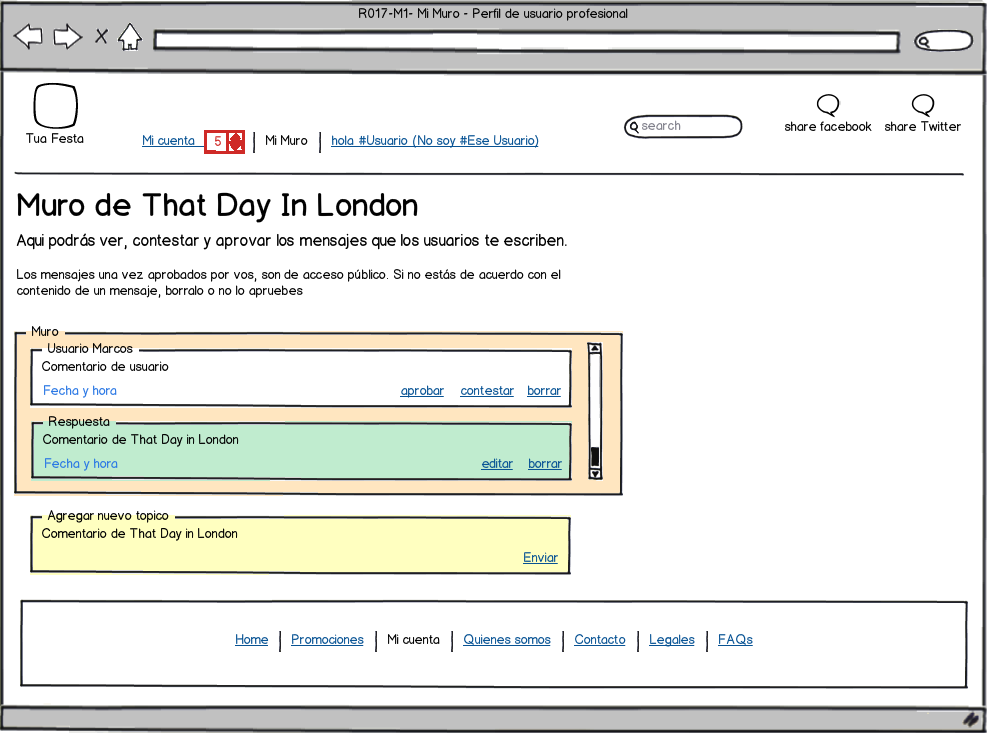 R017-M1- Mi Muro - Perfil de usuario profesional
X
Tua Festa
Mi cuenta 5 Mi Muro hola #Usuario (No soy #Ese Usuario)
search
share facebook share Twitter
Muro de That Day In London
Aqui podrás ver, contestar y aprovar los mensajes que los usuarios te escriben.
Los mensajes una vez aprobados por vos, son de acceso público. Si no estás de acuerdo con el
contenido de un mensaje, borralo o no lo apruebes
Muro
Usuario Marcos
Comentario de usuario
Fecha y hora aprobar contestar borrar
Respuesta
Comentario de That Day in London
Fecha y hora editar borrar
Agregar nuevo topico
Comentario de That Day in London
Enviar
Home Promociones Mi cuenta Quienes somos Contacto Legales FAQs